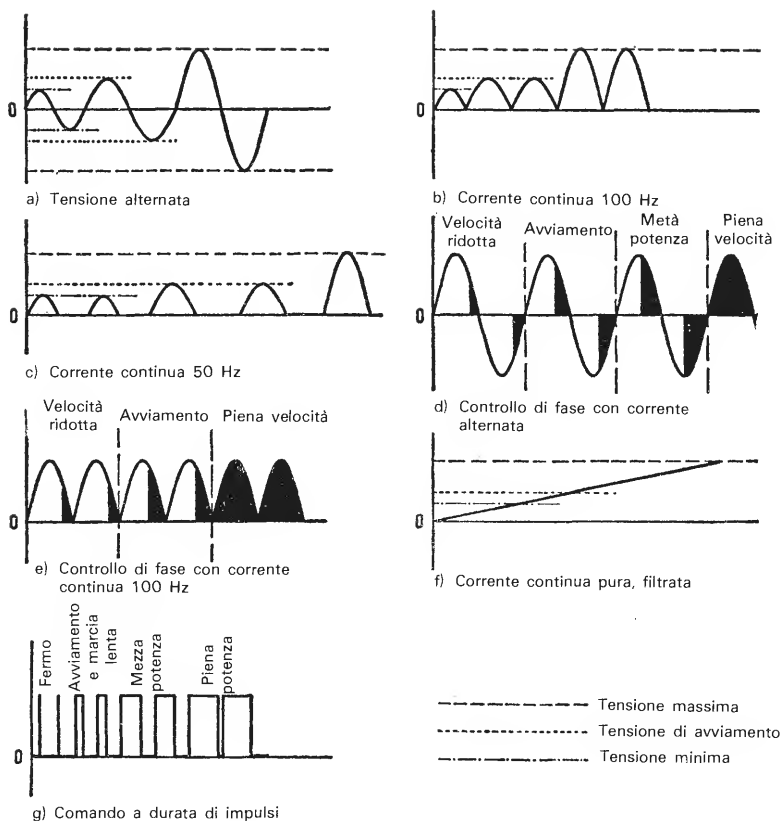 0
a) Tensione alternata
0
b) Corrente continua 100 Hz
0
c) Corrente continua 50 Hz
Velocità
ridotta
Avviamento
Metà
potenza
Piena
velocità
0
d) Controllo di fase con corrente
alternata
Velocità
ridotta
Avviamento
Piena velocità
0
e) Controllo di fase con corrente
continua 100 Hz
0
f) Corrente continua pura, filtrata
Fermo
Avviamento
e marcia
lenta
Mezza
potenza
Piena
potenza
0
g) Comando a durata di impulsi
Tensione massima
Tensione di avviamento
Tensione minima